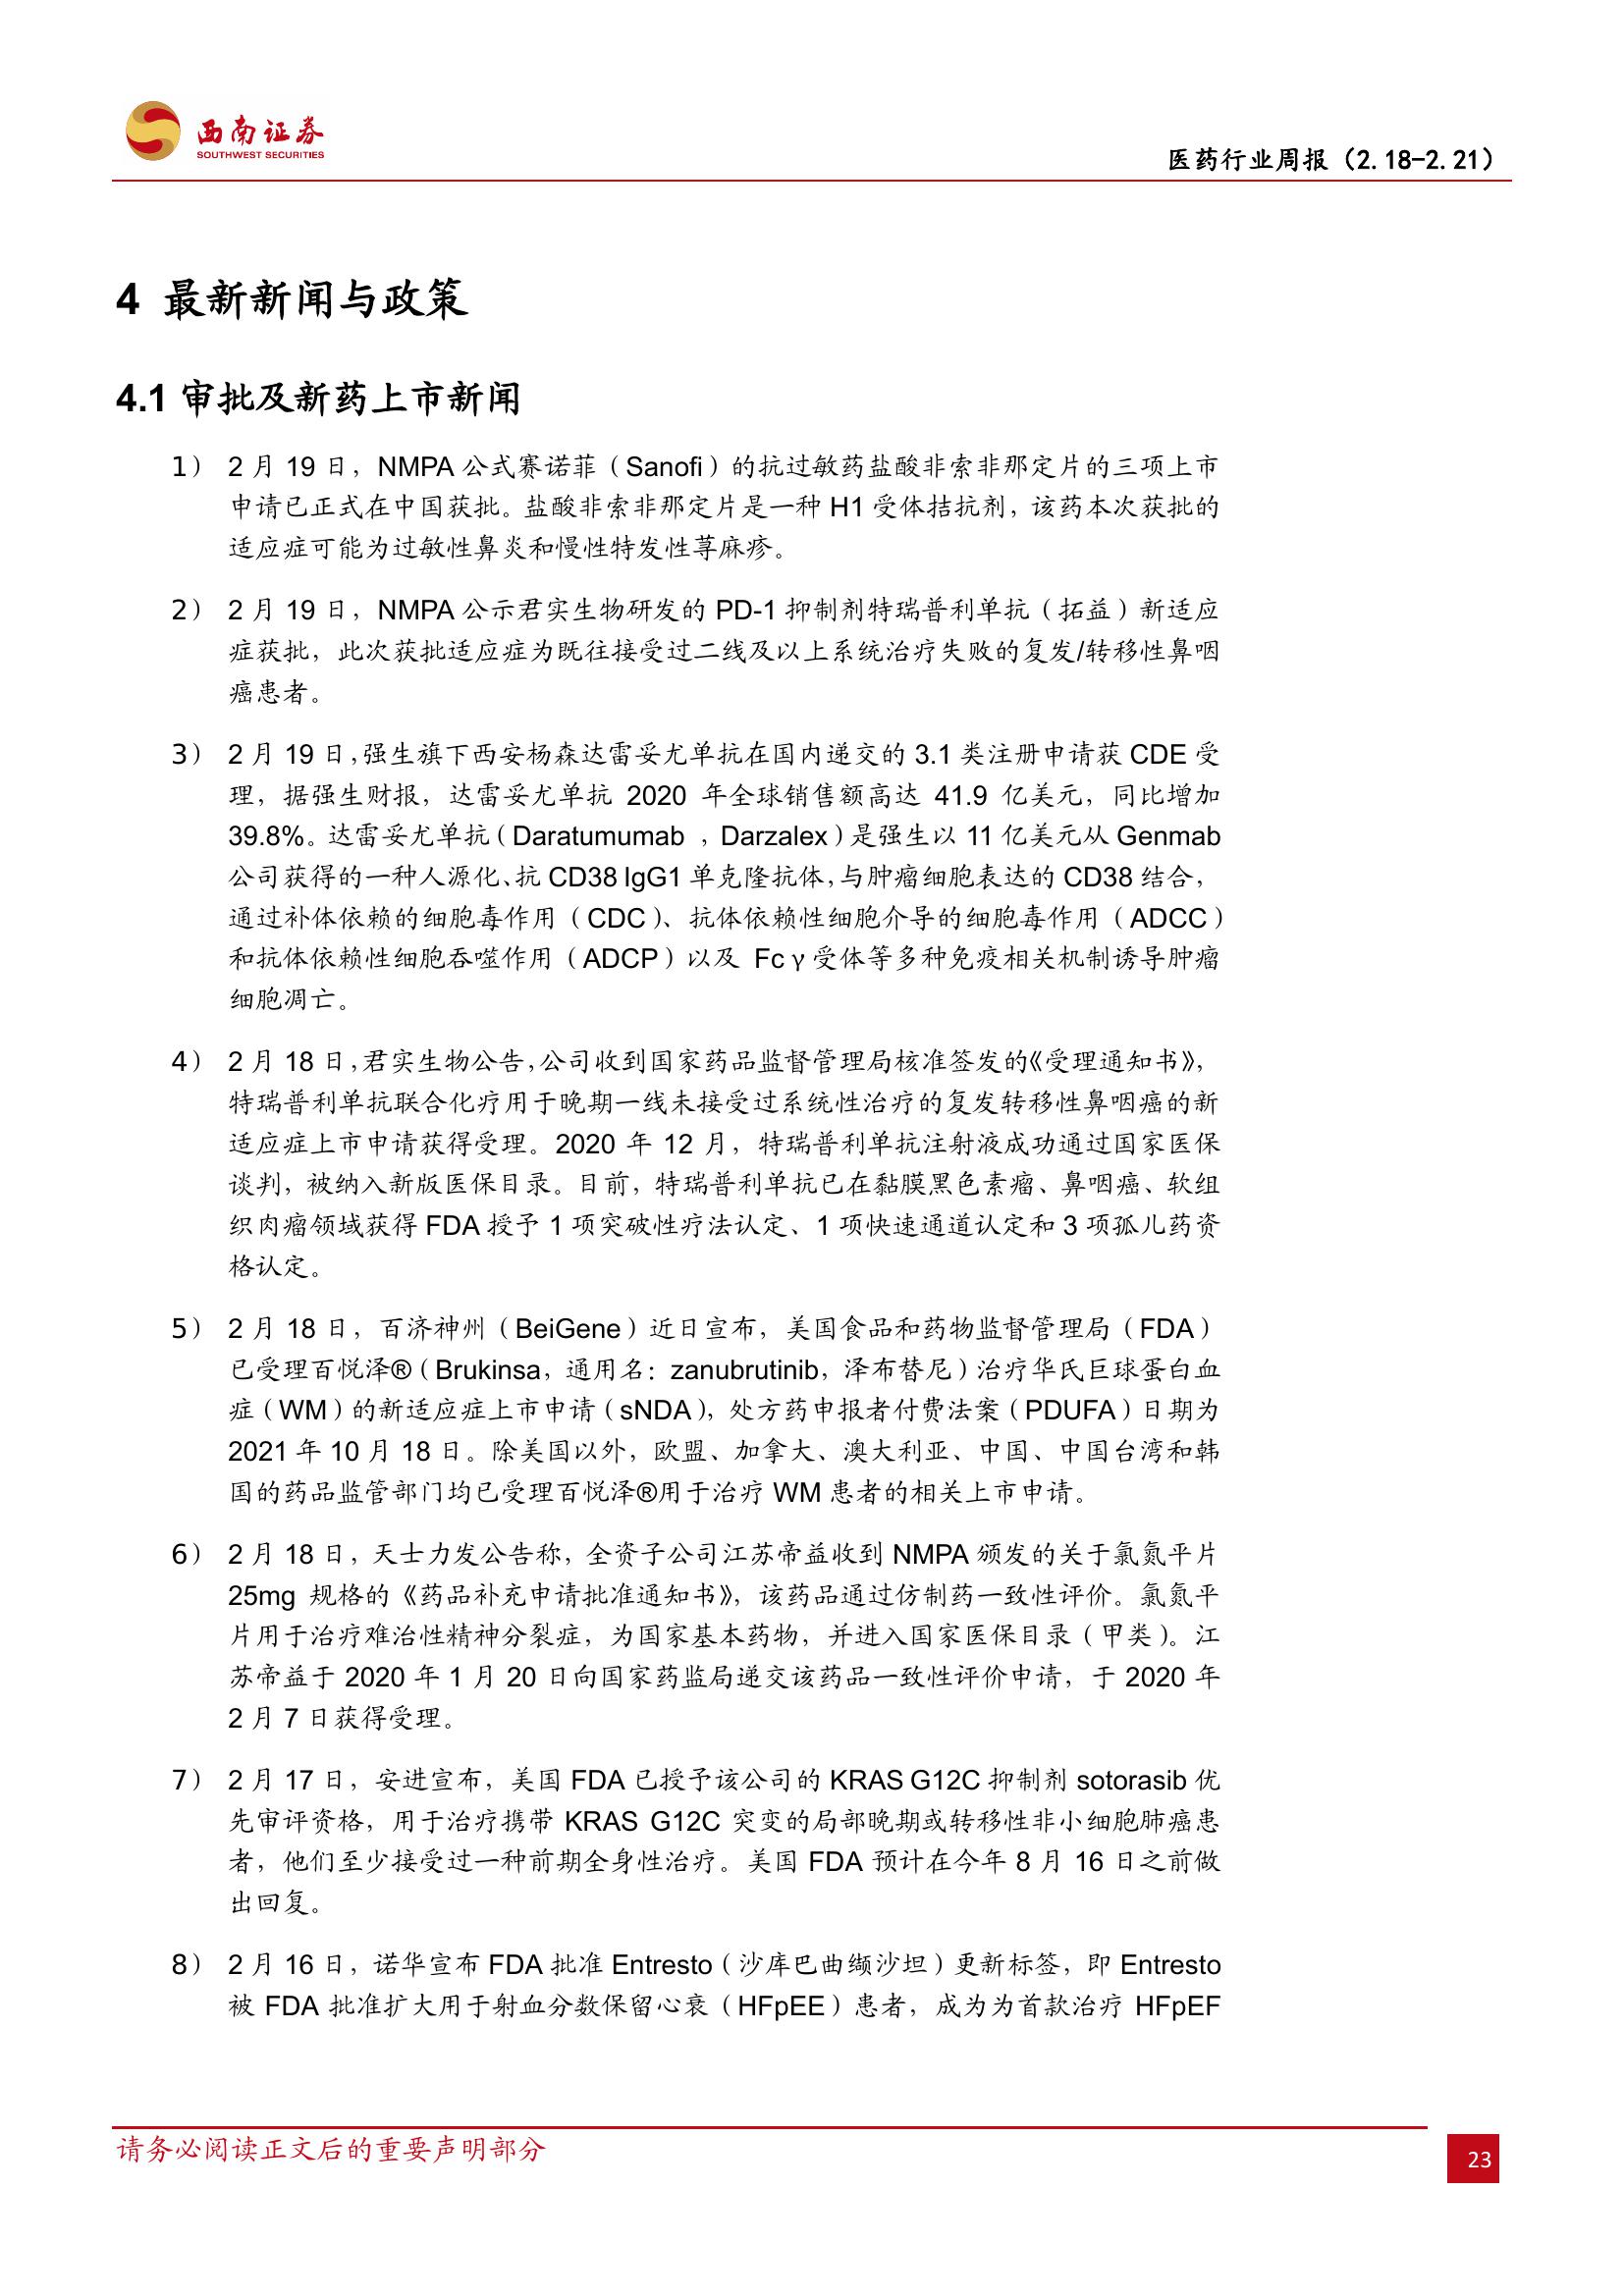 西南证券
SOUTHWEST SECURITIES
医药行业周报（2.18-2.21）
4 最新新闻与政策
4.1 审批及新药上市新闻
1） 2 月 19 日，NMPA 公式赛诺菲（Sanofi）的抗过敏药盐酸非索非那定片的三项上市
申请已正式在中国获批。盐酸非索非那定片是一种 H1 受体拮抗剂，该药本次获批的
适应症可能为过敏性鼻炎和慢性特发性荨麻疹。
2） 2 月 19 日，NMPA 公示君实生物研发的 PD-1 抑制剂特瑞普利单抗（拓益）新适应
症获批，此次获批适应症为既往接受过二线及以上系统治疗失败的复发/转移性鼻咽
癌患者。
3） 2 月 19 日，强生旗下西安杨森达雷妥尤单抗在国内递交的 3.1 类注册申请获 CDE 受
理，据强生财报，达雷妥尤单抗 2020 年全球销售额高达 41.9 亿美元，同比增加
39.8%。达雷妥尤单抗（Daratumumab ，Darzalex）是强生以 11 亿美元从 Genmab
公司获得的一种人源化、抗 CD38 IgG1 单克隆抗体，与肿瘤细胞表达的 CD38 结合，
通过补体依赖的细胞毒作用（CDC）、抗体依赖性细胞介导的细胞毒作用（ADCC）
和抗体依赖性细胞吞噬作用（ADCP）以及 Fcγ受体等多种免疫相关机制诱导肿瘤
细胞凋亡。
4） 2 月 18 日，君实生物公告，公司收到国家药品监督管理局核准签发的《受理通知书》，
特瑞普利单抗联合化疗用于晚期一线未接受过系统性治疗的复发转移性鼻咽癌的新
适应症上市申请获得受理。2020 年 12 月，特瑞普利单抗注射液成功通过国家医保
谈判，被纳入新版医保目录。目前，特瑞普利单抗已在黏膜黑色素瘤、鼻咽癌、软组
织肉瘤领域获得 FDA 授予 1 项突破性疗法认定、1 项快速通道认定和 3 项孤儿药资
格认定。
5） 2 月 18 日，百济神州（BeiGene）近日宣布，美国食品和药物监督管理局（FDA）
已受理百悦泽®（Brukinsa，通用名：zanubrutinib，泽布替尼）治疗华氏巨球蛋白血
症（WM）的新适应症上市申请（sNDA），处方药申报者付费法案（PDUFA）日期为
2021 年 10 月 18 日。除美国以外，欧盟、加拿大、澳大利亚、中国、中国台湾和韩
国的药品监管部门均已受理百悦泽®用于治疗 WM 患者的相关上市申请。
6） 2 月 18 日，天士力发公告称，全资子公司江苏帝益收到 NMPA 颁发的关于氯氮平片
25mg 规格的《药品补充申请批准通知书》，该药品通过仿制药一致性评价。氯氮平
片用于治疗难治性精神分裂症，为国家基本药物，并进入国家医保目录（甲类）。江
苏帝益于 2020 年 1 月 20 日向国家药监局递交该药品一致性评价申请，于 2020 年
2 月 7 日获得受理。
7） 2 月 17 日，安进宣布，美国 FDA 已授予该公司的 KRAS G12C 抑制剂 sotorasib 优
先审评资格，用于治疗携带 KRAS G12C 突变的局部晚期或转移性非小细胞肺癌患
者，他们至少接受过一种前期全身性治疗。美国 FDA 预计在今年 8 月 16 日之前做
出回复。
8） 2 月 16 日，诺华宣布 FDA 批准 Entresto（沙库巴曲缬沙坦）更新标签，即 Entresto
被 FDA 批准扩大用于射血分数保留心衰（HFpEE）患者，成为为首款治疗 HFpEF
请务必阅读正文后的重要声明部分
23